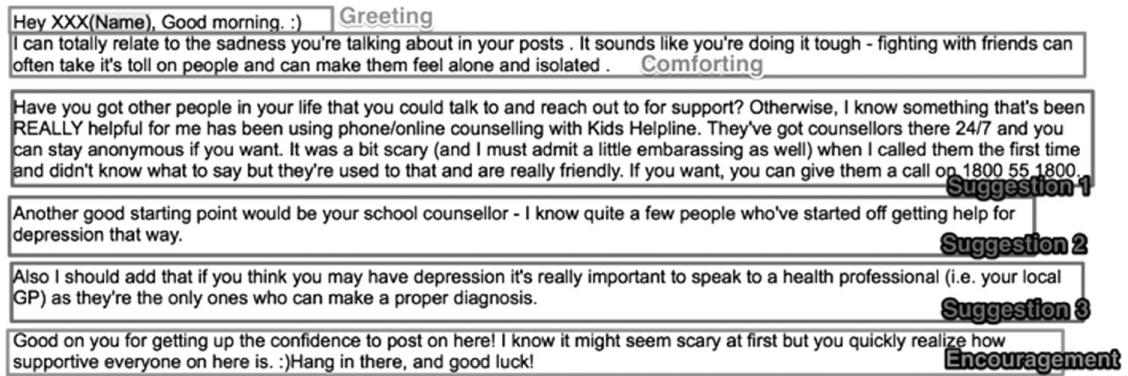 Hey XXX(Name), Good morning. :) Greeting
I can totally relate to the sadness you're talking about in your posts . It sounds like you're doing it tough - fighting with friends can
often take it's toll on people and can make them feel alone and isolated . Comforting
Have you got other people in your life that you could talk to and reach out to for support? Otherwise, I know something that's been
REALLY helpful for me has been using phone/online counselling with Kids Helpline. They've got counsellors there 24/7 and you
can stay anonymous if you want. It was a bit scary (and I must admit a little embarassing as well) when I called them the first time
and didn't know what to say but they're used to that and are really friendly. If you want, you can give them a call on 1800 55 1800.
Suggestion 1
Another good starting point would be your school counsellor - I know quite a few people who've started off getting help for
depression that way.
Suggestion 2
Also I should add that if you think you may have depression it's really important to speak to a health professional (i.e. your local
GP) as they're the only ones who can make a proper diagnosis.
Suggestion 3
Good on you for getting up the confidence to post on here! I know it might seem scary at first but you quickly realize how
supportive everyone on here is. :)Hang in there, and good luck!
Encouragement